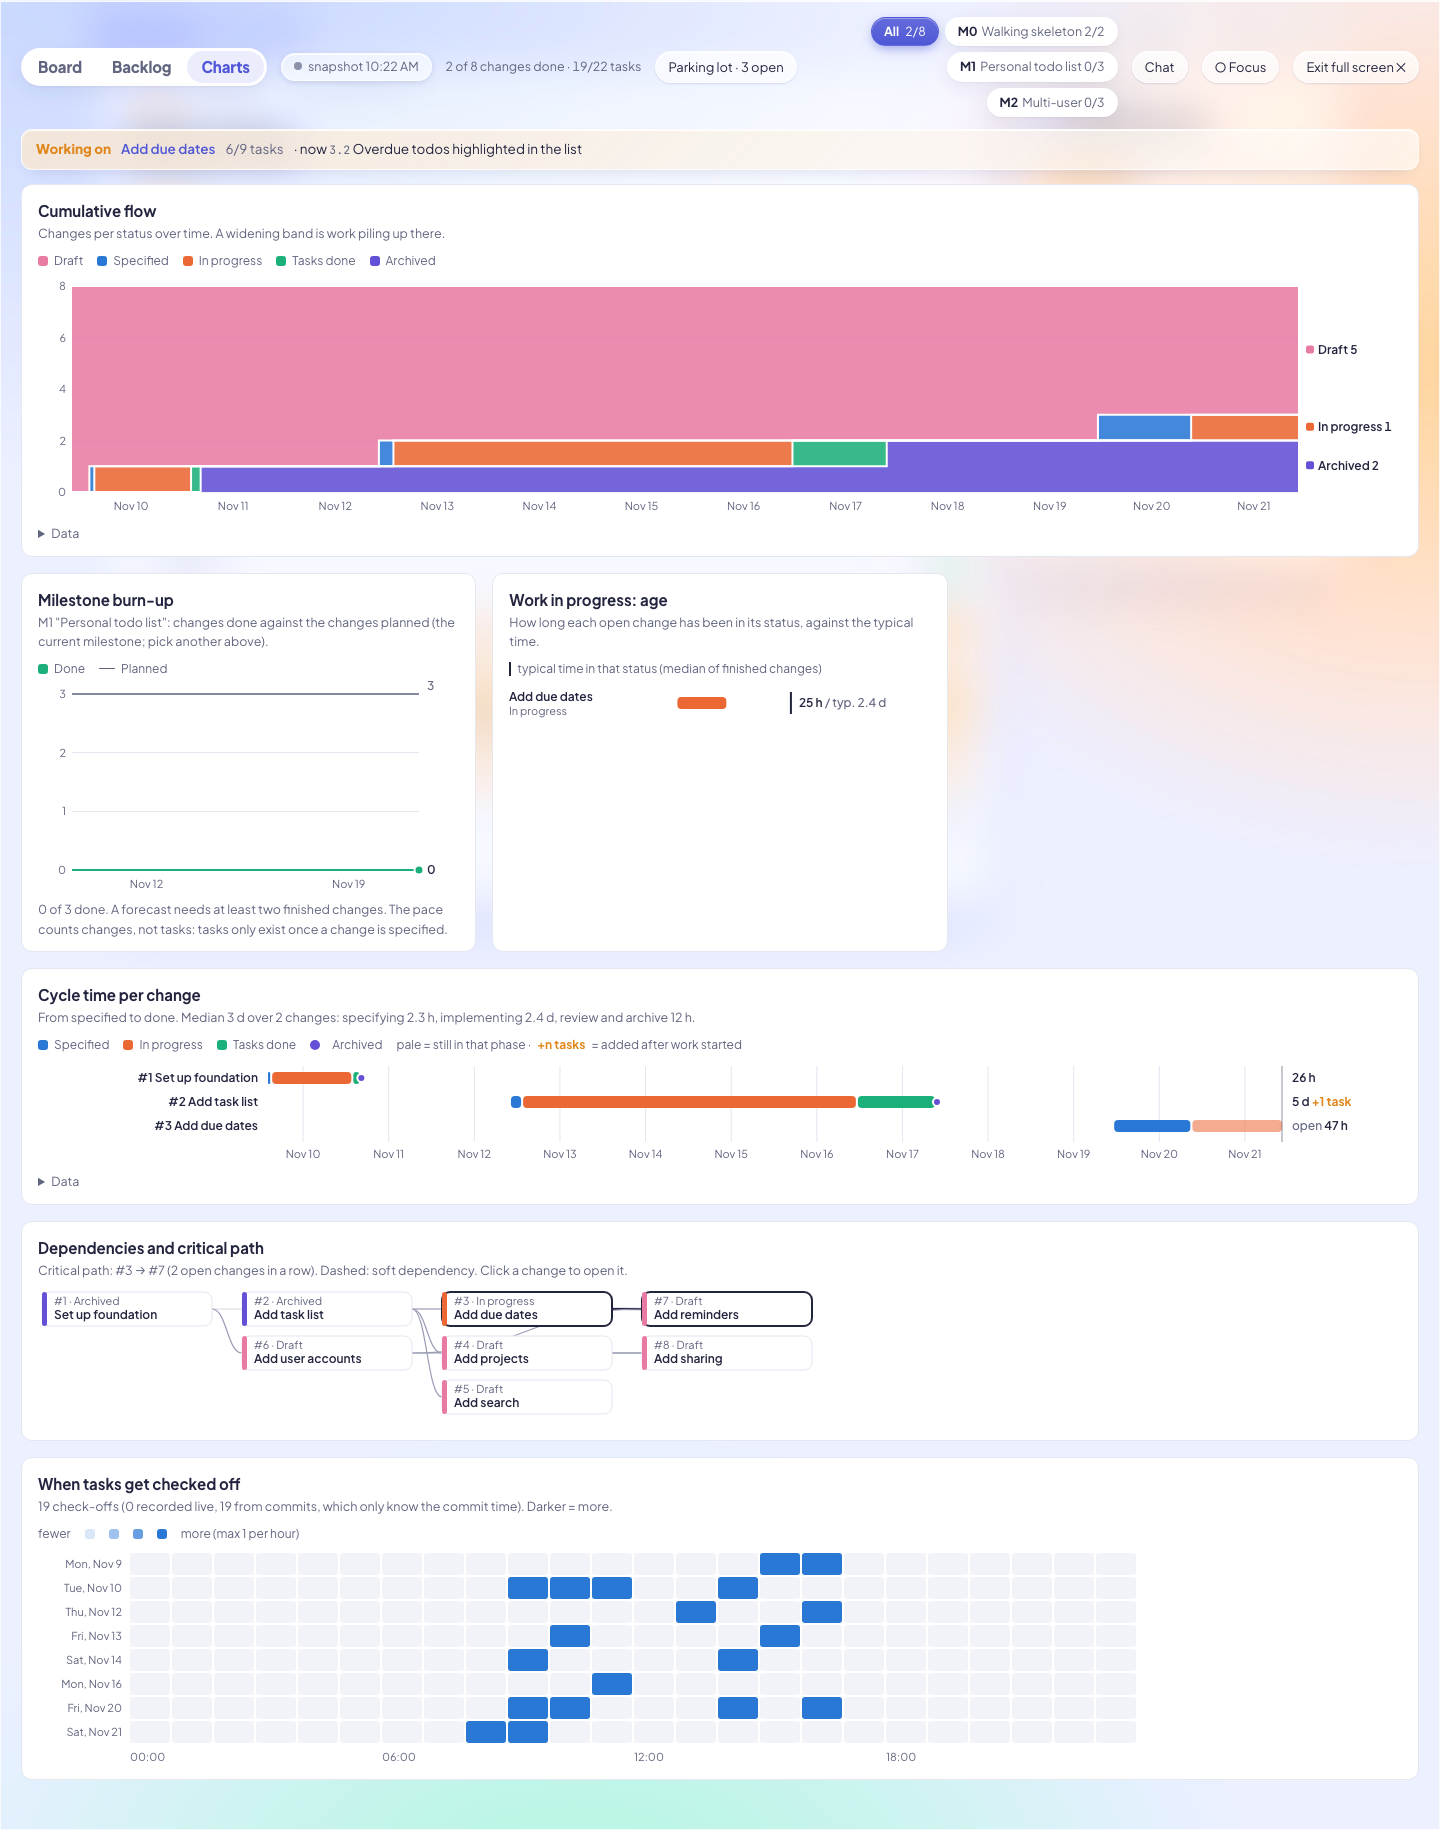 All 2/8
M0 Walking skeleton 2/2
Board Backlog Charts
snapshot 10:22 AM
2 of 8 changes done · 19/22 tasks
Parking lot · 3 open
M1 Personal todo list 0/3
Chat
Focus
Exit full screen ✕
M2 Multi-user 0/3
Working on Add due dates 6/9 tasks · now 3.2 Overdue todos highlighted in the list
Cumulative flow
Changes per status over time. A widening band is work piling up there.
Draft Specified In progress Tasks done Archived
8
6
4
2
0
Draft 5
In progress 1
Archived 2
Nov 10 Nov 11 Nov 12 Nov 13 Nov 14 Nov 15 Nov 16 Nov 17 Nov 18 Nov 19 Nov 20 Nov 21
▶ Data
Milestone burn-up
M1 "Personal todo list": changes done against the changes planned (the
current milestone; pick another above).
Done Planned
3 3
2
1
0 0
Nov 12 Nov 19
0 of 3 done. A forecast needs at least two finished changes. The pace
counts changes, not tasks: tasks only exist once a change is specified.
Work in progress: age
How long each open change has been in its status, against the typical
time.
typical time in that status (median of finished changes)
Add due dates
In progress
25 h / typ. 2.4 d
Cycle time per change
From specified to done. Median 3 d over 2 changes: specifying 2.3 h, implementing 2.4 d, review and archive 12 h.
Specified In progress Tasks done Archived pale = still in that phase · +n tasks = added after work started
#1 Set up foundation 26 h
#2 Add task list 5 d +1 task
#3 Add due dates open 47 h
Nov 10 Nov 11 Nov 12 Nov 13 Nov 14 Nov 15 Nov 16 Nov 17 Nov 18 Nov 19 Nov 20 Nov 21
▶ Data
Dependencies and critical path
Critical path: #3 → #7 (2 open changes in a row). Dashed: soft dependency. Click a change to open it.
#1 · Archived
Set up foundation
#2 · Archived
Add task list
#3 · In progress
Add due dates
#7 · Draft
Add reminders
#6 · Draft
Add user accounts
#4 · Draft
Add projects
#8 · Draft
Add sharing
#5 · Draft
Add search
When tasks get checked off
19 check-offs (0 recorded live, 19 from commits, which only know the commit time). Darker = more.
fewer more (max 1 per hour)
Mon, Nov 9
Tue, Nov 10
Thu, Nov 12
Fri, Nov 13
Sat, Nov 14
Mon, Nov 16
Fri, Nov 20
Sat, Nov 21
00:00 06:00 12:00 18:00